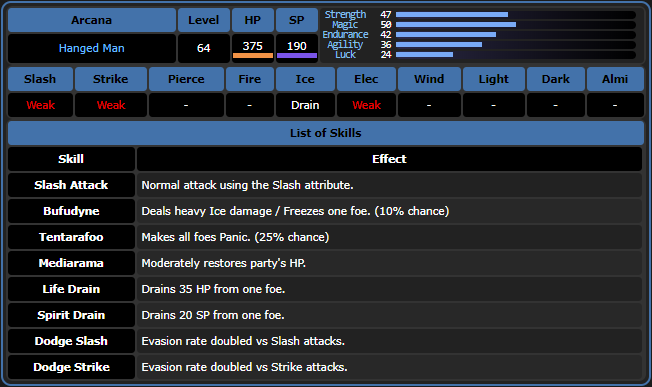 Arcana Level HP SP
Hanged Man 64 375 190
Strength 47
Magic 50
Endurance 42
Agility 36
Luck 24
Slash Strike Pierce Fire Ice Elec Wind Light Dark Almi
Weak Weak - - Drain Weak - - - -
List of Skills
Skill Effect
Slash Attack Normal attack using the Slash attribute.
Bufudyne Deals heavy Ice damage / Freezes one foe. (10% chance)
Tentarafoo Makes all foes Panic. (25% chance)
Mediarama Moderately restores party's HP.
Life Drain Drains 35 HP from one foe.
Spirit Drain Drains 20 SP from one foe.
Dodge Slash Evasion rate doubled vs Slash attacks.
Dodge Strike Evasion rate doubled vs Strike attacks.